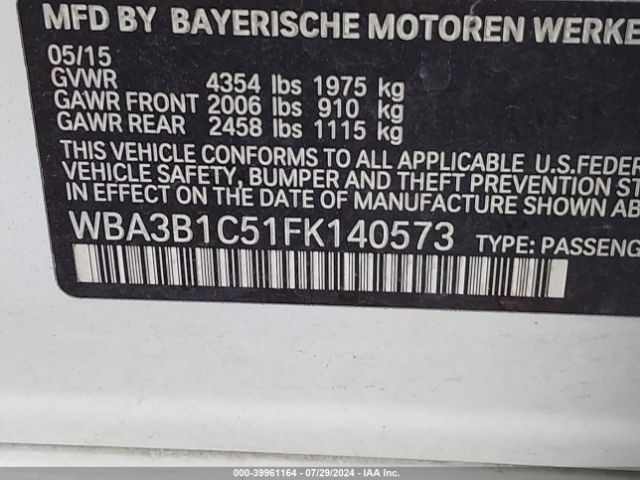 MFD BY BAYERISCHE MOTOREN WERKE
05/15
GVWR 4354 lbs 1975 kg
GAWR FRONT 2006 lbs 910 kg
GAWR REAR 2458 lbs 1115 kg
THIS VEHICLE CONFORMS TO ALL APPLICABLE U.S.FEDER
VEHICLE SAFETY, BUMPER AND THEFT PREVENTION ST
IN EFFECT ON THE DATE OF MANUFACTURE SHOWN AB
WBA3B1C51FK140573 TYPE: PASSENG
000-39961164 07/29/2024 - IAA Inc.